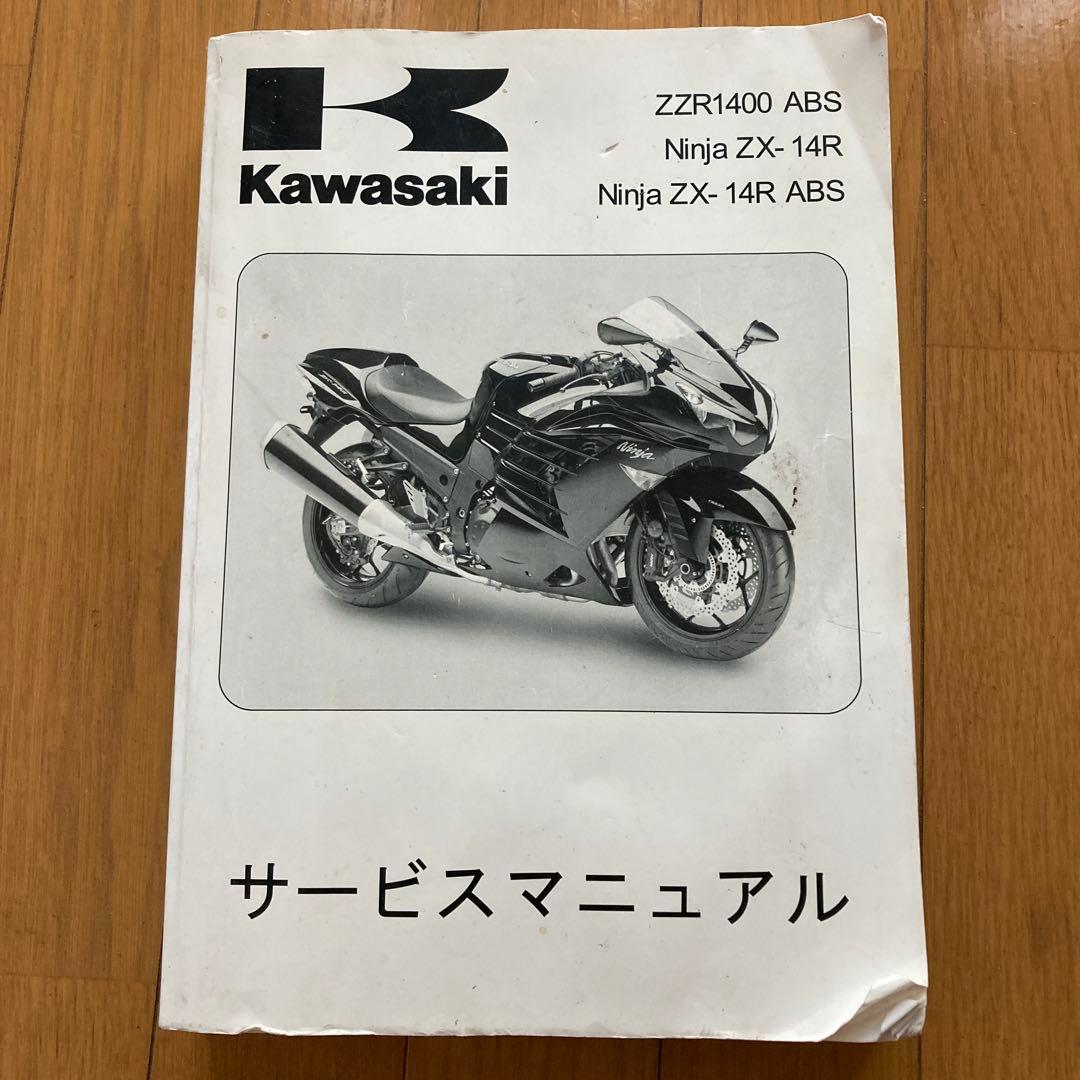 Kawasaki
ZZR1400 ABS
Ninja ZX-14R
Ninja ZX-14R ABS
Ninja
サービスマニュアル